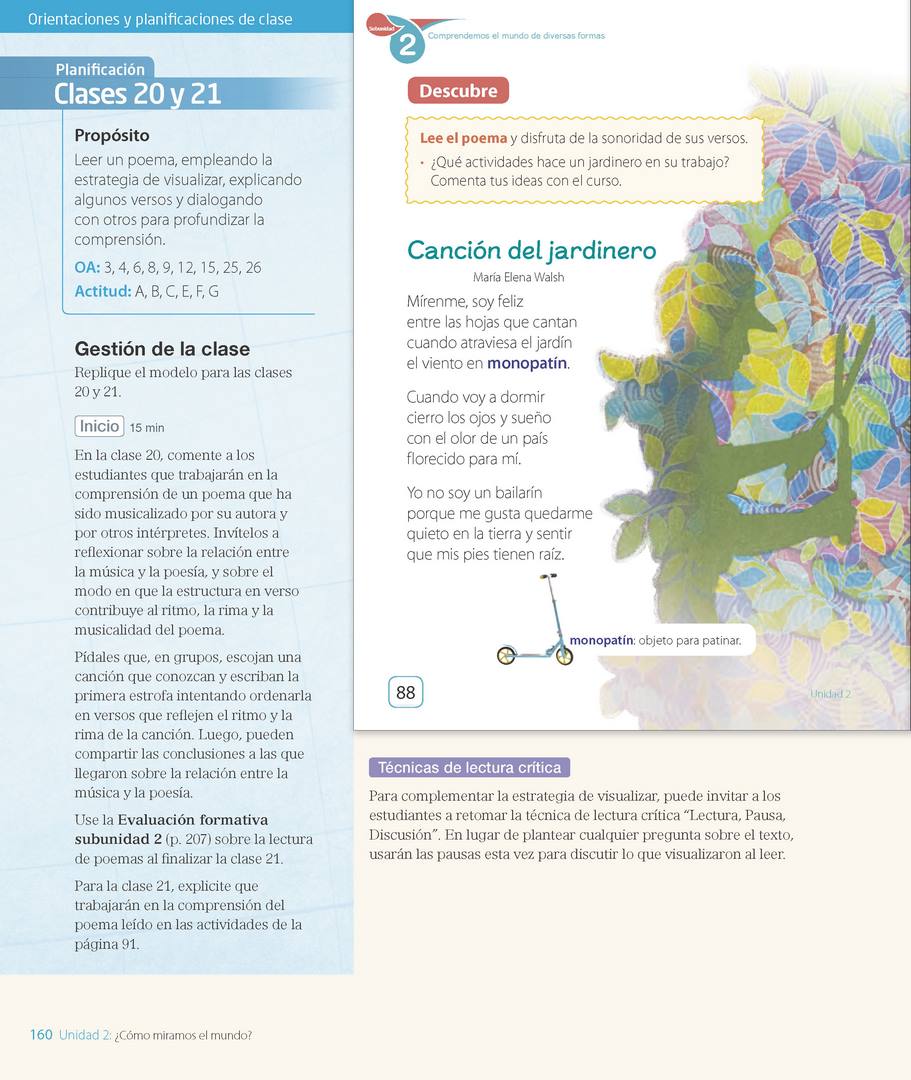 Orientaciones y planificaciones de clase
Planificación
Clases 20 y 21
Propósito
Leer un poema, empleando la
estrategia de visualizar, explicando
algunos versos y dialogando
con otros para profundizar la
comprensión.
OA: 3, 4, 6, 8, 9, 12, 15, 25, 26
Actitud: A, B, C, E, F, G
Gestión de la clase
Replique el modelo para las clases
20 y 21.
Inicio 15 min
En la clase 20, comente a los
estudiantes que trabajarán en la
comprensión de un poema que ha
sido musicalizado por su autora y
por otros intérpretes. Invítelos a
reflexionar sobre la relación entre
la música y la poesía, y sobre el
modo en que la estructura en verso
contribuye al ritmo, la rima y la
musicalidad del poema.
Pídales que, en grupos, escojan una
canción que conozcan y escriban la
primera estrofa intentando ordenarla
en versos que reflejen el ritmo y la
rima de la canción. Luego, pueden
compartir las conclusiones a las que
llegaron sobre la relación entre la
música y la poesía.
Use la Evaluación formativa
subunidad 2 (p. 207) sobre la lectura
de poemas al finalizar la clase 21.
Para la clase 21, explicite que
trabajarán en la comprensión del
poema leído en las actividades de la
página 91.
Subunidad
2
Comprendemos el mundo de diversas formas
Descubre
Lee el poema y disfruta de la sonoridad de sus versos.
• ¿Qué actividades hace un jardinero en su trabajo?
Comenta tus ideas con el curso.
Canción del jardinero
María Elena Walsh
Mírenme, soy feliz
entre las hojas que cantan
cuando atraviesa el jardín
el viento en monopatín.
Cuando voy a dormir
cierro los ojos y sueño
con el olor de un país
florecido para mí.
Yo no soy un bailarín
porque me gusta quedarme
quieto en la tierra y sentir
que mis pies tienen raíz.
monopatín: objeto para patinar.
88
Unidad 2
Técnicas de lectura crítica
Para complementar la estrategia de visualizar, puede invitar a los
estudiantes a retomar la técnica de lectura crítica “Lectura, Pausa,
Discusión”. En lugar de plantear cualquier pregunta sobre el texto,
usarán las pausas esta vez para discutir lo que visualizaron al leer.
160 Unidad 2: ¿Cómo miramos el mundo?